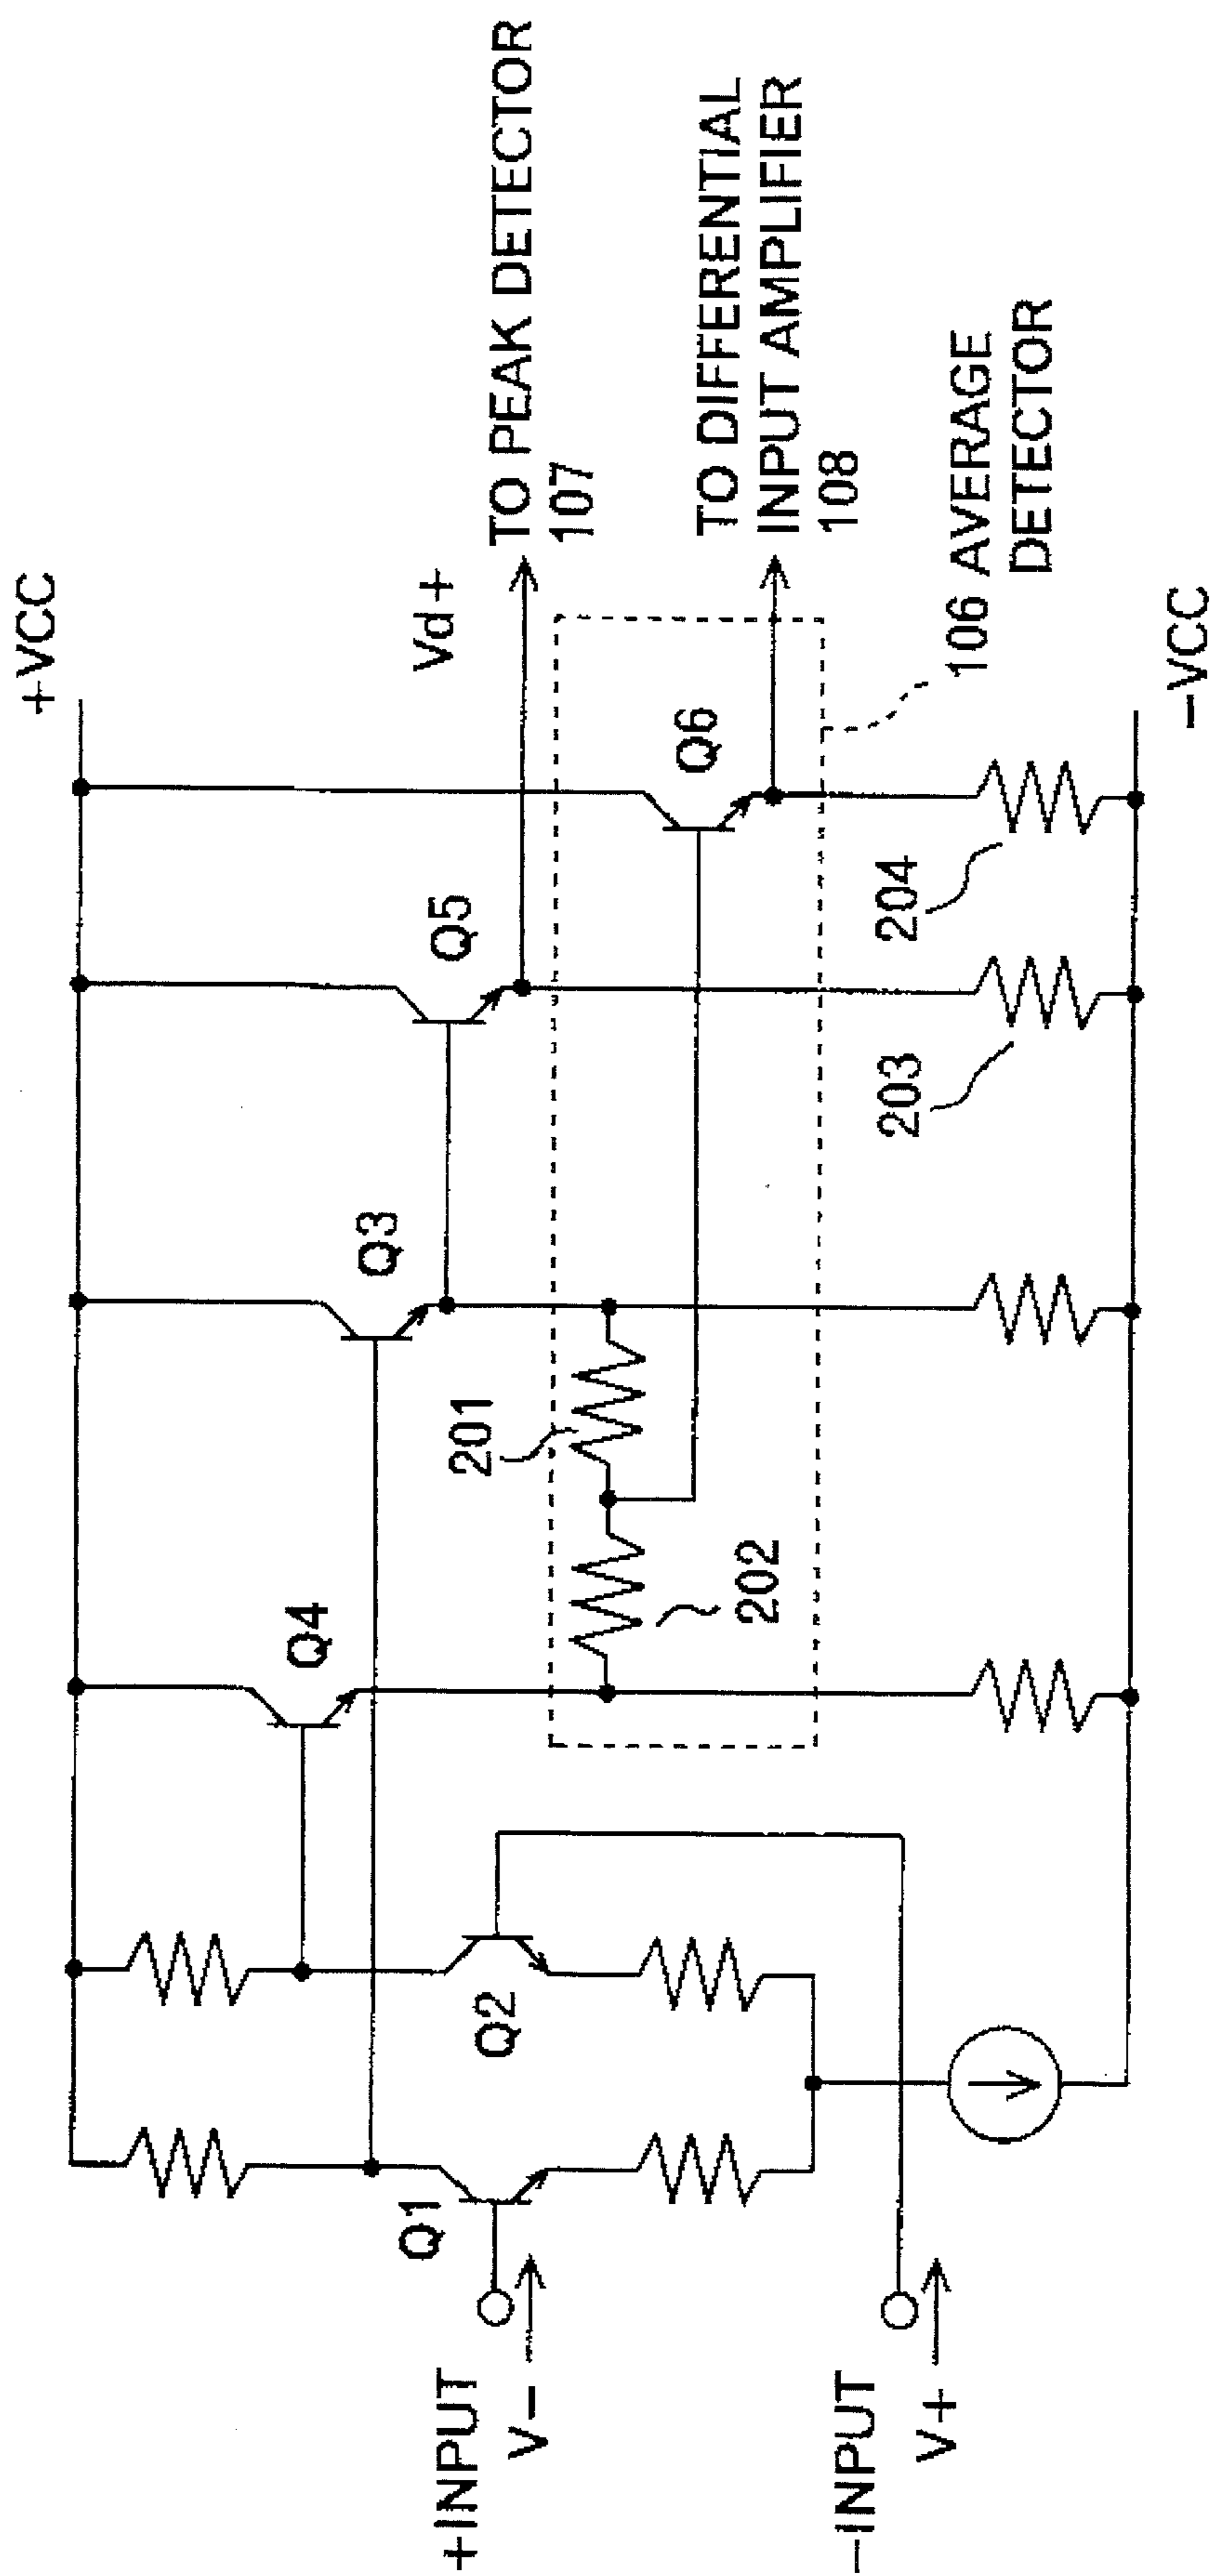 +VCC
Vd+
TO PEAK DETECTOR
107
TO DIFFERENTIAL
INPUT AMPLIFIER
108
106 AVERAGE
DETECTOR
Q1
Q2
Q4
Q3
Q5
Q6
201
202
203
204
+INPUT
V−
−INPUT
V+
−VCC